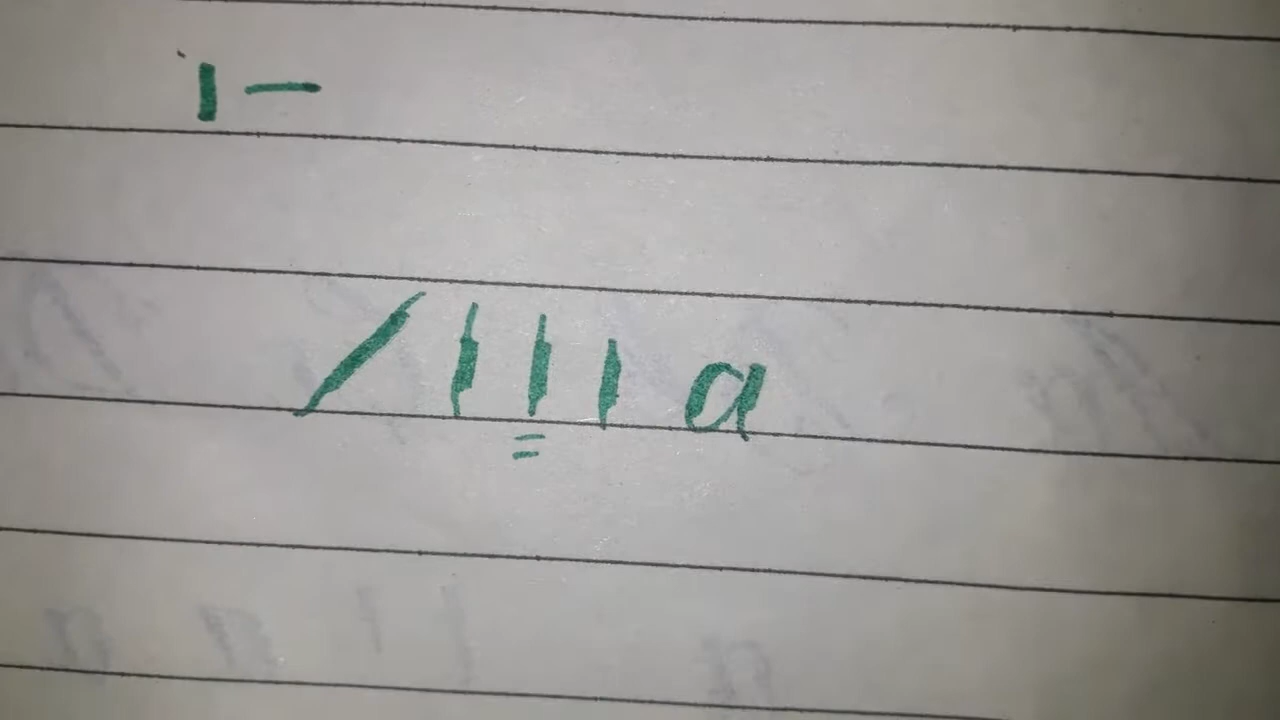 1-
/ I I I a
=